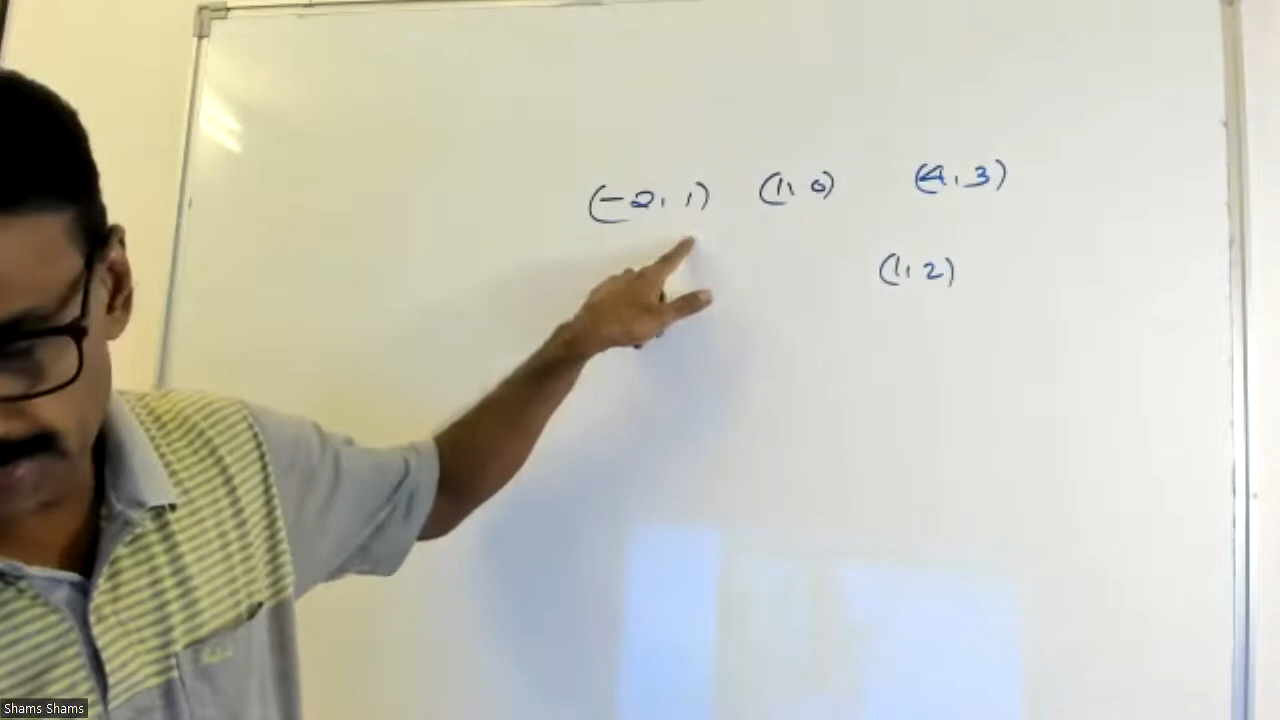 (-2, 1) (1, 0) (4, 3)
(1, 2)
Shams Shams